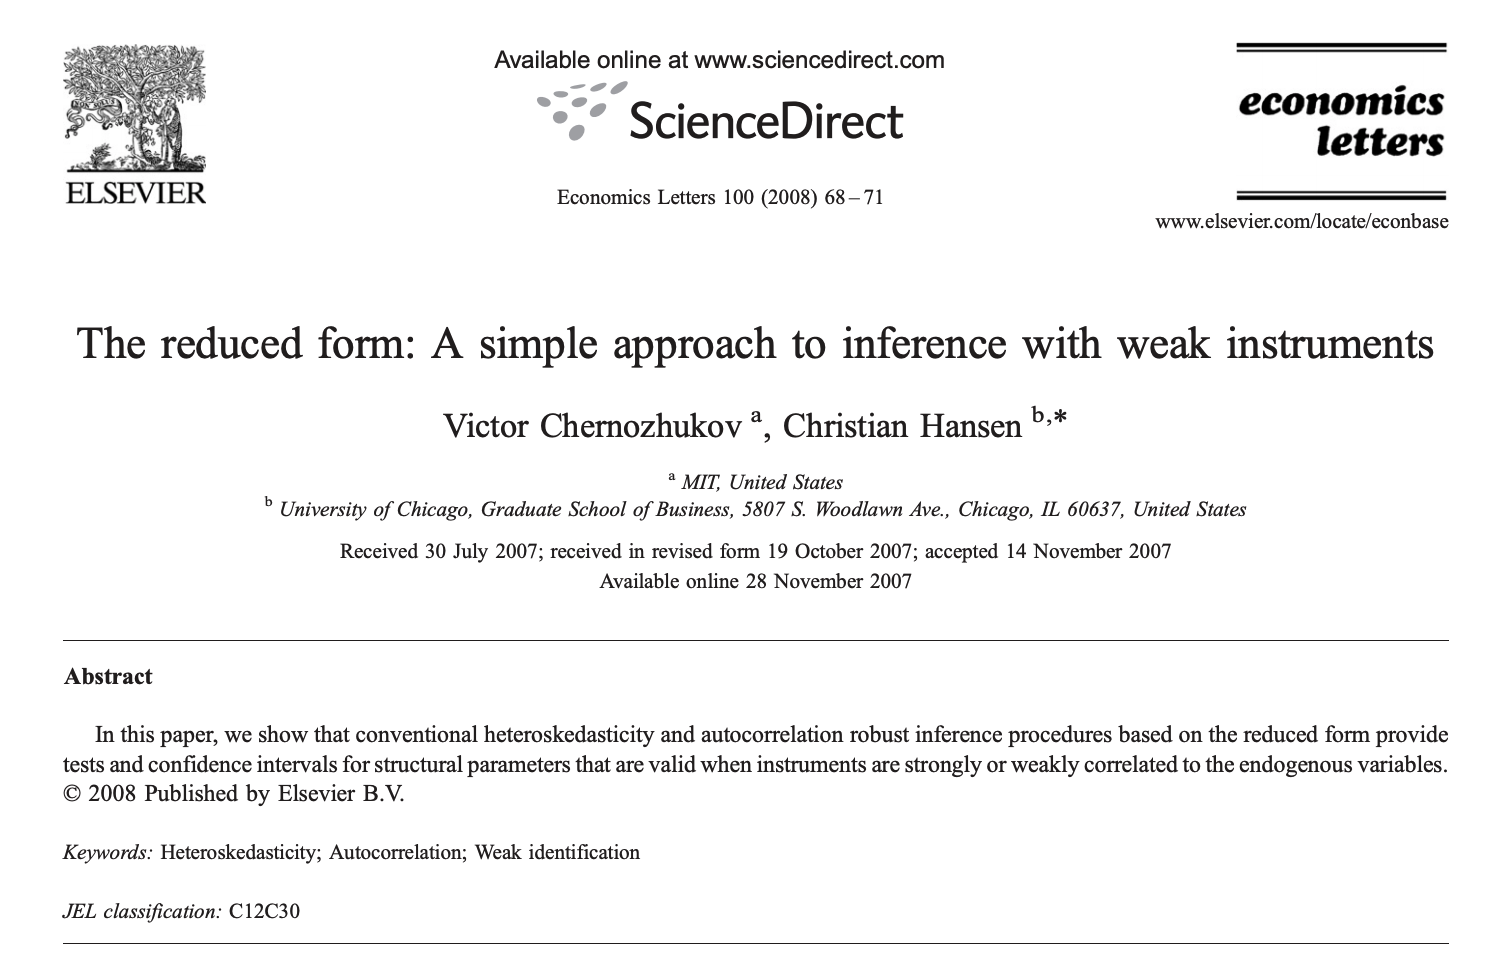 Available online at www.sciencedirect.com
ScienceDirect
ELSEVIER
Economics Letters 100 (2008) 68–71
economics
letters
www.elsevier.com/locate/econbase
The reduced form: A simple approach to inference with weak instruments
Victor Chernozhukov a, Christian Hansen b,*
a MIT, United States
b University of Chicago, Graduate School of Business, 5807 S. Woodlawn Ave., Chicago, IL 60637, United States
Received 30 July 2007; received in revised form 19 October 2007; accepted 14 November 2007
Available online 28 November 2007
Abstract
In this paper, we show that conventional heteroskedasticity and autocorrelation robust inference procedures based on the reduced form provide
tests and confidence intervals for structural parameters that are valid when instruments are strongly or weakly correlated to the endogenous variables.
© 2008 Published by Elsevier B.V.
Keywords: Heteroskedasticity; Autocorrelation; Weak identification
JEL classification: C12C30